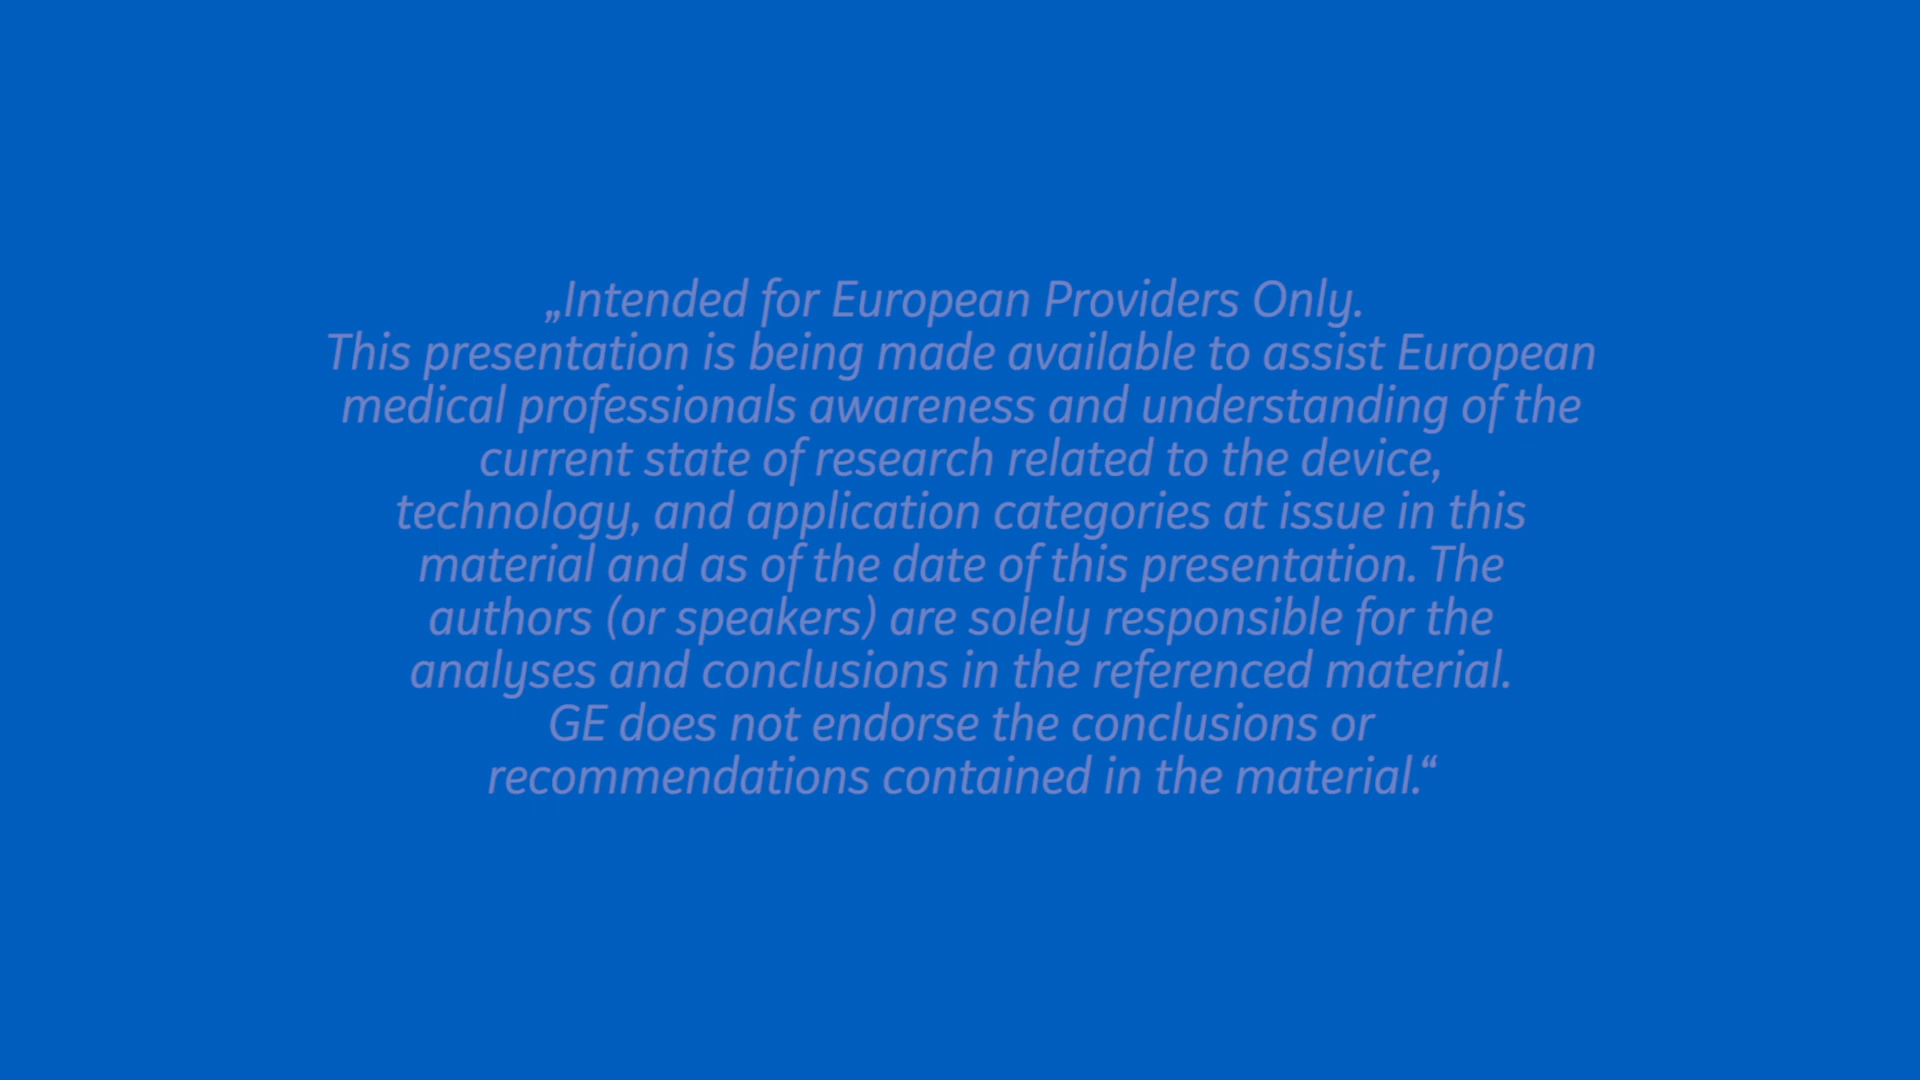 „Intended for European Providers Only.
This presentation is being made available to assist European
medical professionals awareness and understanding of the
current state of research related to the device,
technology, and application categories at issue in this
material and as of the date of this presentation. The
authors (or speakers) are solely responsible for the
analyses and conclusions in the referenced material.
GE does not endorse the conclusions or
recommendations contained in the material.“